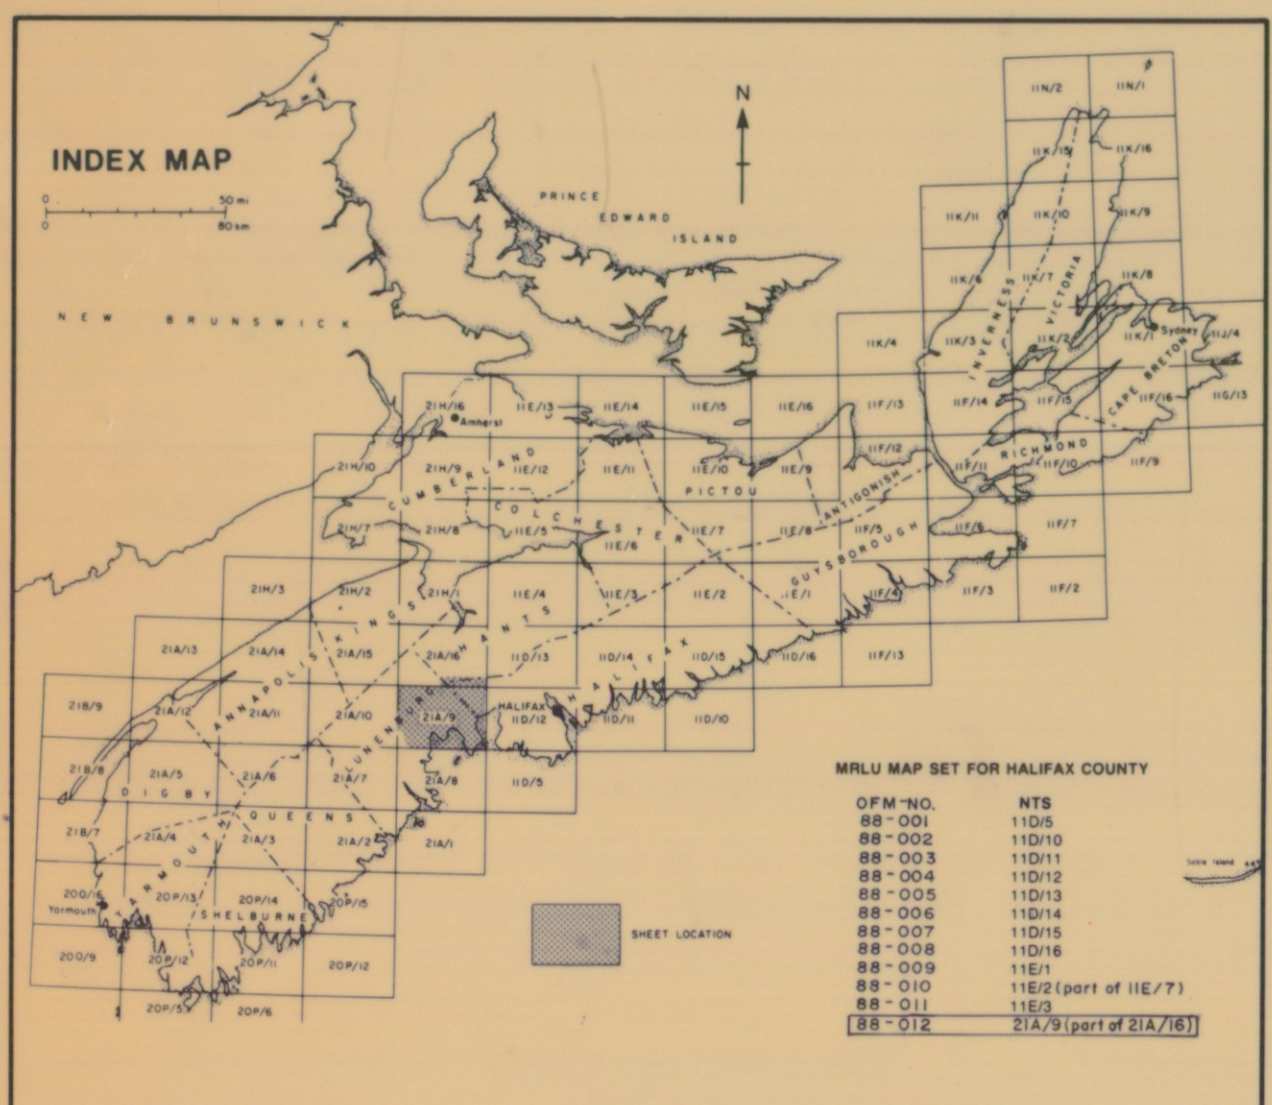 N
11N/2 11N/1
INDEX MAP
11K/15 11K/16
0 50 mi
0 80 km
PRINCE
EDWARD
ISLAND
11K/11 11K/10 11K/9
11K/6 11K/7 11K/8
INVERNESS
VICTORIA
NEW BRUNSWICK
11K/4 11K/3 11K/2 11K/1 Sydney 11J/4
CAPE BRETON
21H/16 11E/13 11E/14 11E/15 11E/16 11F/13 11F/14 11F/15 11F/16 11G/13
Amherst
21H/10 21H/9 11E/12 11E/11 11E/10 11E/9 11F/12 11F/11 11F/10 11F/9
RICHMOND
CUMBERLAND
PICTOU
ANTIGONISH
COLCHESTER
21H/7 21H/8 11E/5 11E/6 11E/7 11E/8 11F/5 11F/6 11F/7
GUYSBOROUGH
21H/3 21H/2 21H/1 11E/4 11E/3 11E/2 11E/1 11F/4 11F/3 11F/2
KINGS
HANTS
21A/13 21A/14 21A/15 21A/16 11D/13 11D/14 11D/15 11D/16 11F/13
HALIFAX
ANNAPOLIS
LUNENBURG
21B/9 21A/12 21A/11 21A/10 21A/9 11D/12 11D/11 11D/10
HALIFAX
21B/8 21A/5 21A/6 21A/7 21A/8 11D/5
DIGBY
QUEENS
21B/7 21A/4 21A/3 21A/2 21A/1
YARMOUTH
20O/16 20P/13 20P/14 20P/15
Yarmouth
SHELBURNE
20O/9 20P/12 20P/11 20P/12
20P/5 20P/6
SHEET LOCATION
Sable Island
MRLU MAP SET FOR HALIFAX COUNTY
OFM-NO. NTS
88-001 11D/5
88-002 11D/10
88-003 11D/11
88-004 11D/12
88-005 11D/13
88-006 11D/14
88-007 11D/15
88-008 11D/16
88-009 11E/1
88-010 11E/2 (part of 11E/7)
88-011 11E/3
88-012 21A/9 (part of 21A/16)